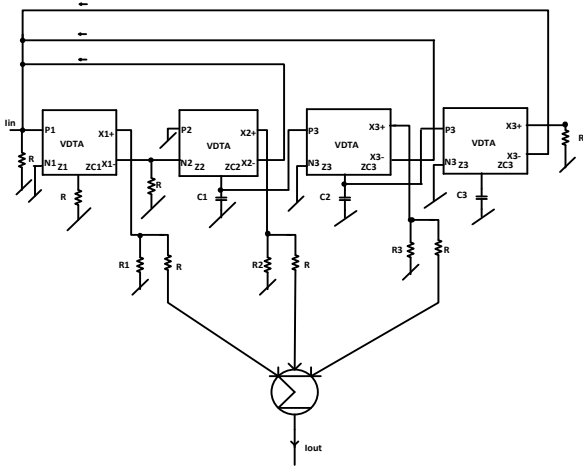 Iin
P1 X1+
VDTA
N1 Z1 ZC1 X1-
R
R
P2 X2+
VDTA
N2 Z2 ZC2 X2-
R
C1
P3 X3+
VDTA
N3 Z3 ZC3 X3-
C2
P3 X3+
VDTA
N3 Z3 ZC3 X3-
C3
R
R1 R
R2 R
R3 R
Iout